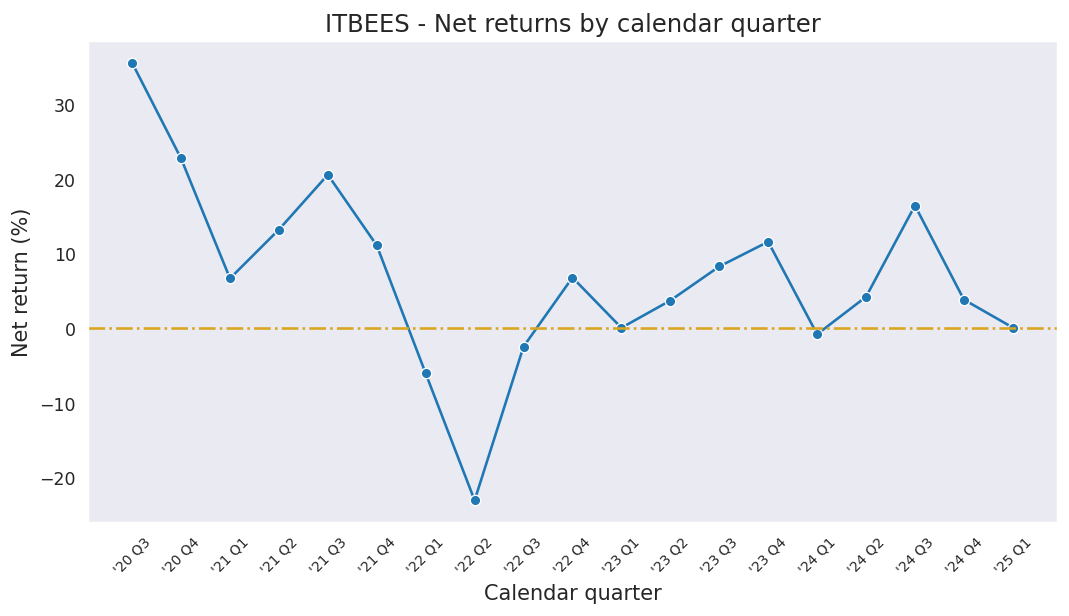 ITBEES - Net returns by calendar quarter
Net return (%)
30
20
10
0
−10
−20
'20 Q3
'20 Q4
'21 Q1
'21 Q2
'21 Q3
'21 Q4
'22 Q1
'22 Q2
'22 Q3
'22 Q4
'23 Q1
'23 Q2
'23 Q3
'23 Q4
'24 Q1
'24 Q2
'24 Q3
'24 Q4
'25 Q1
Calendar quarter